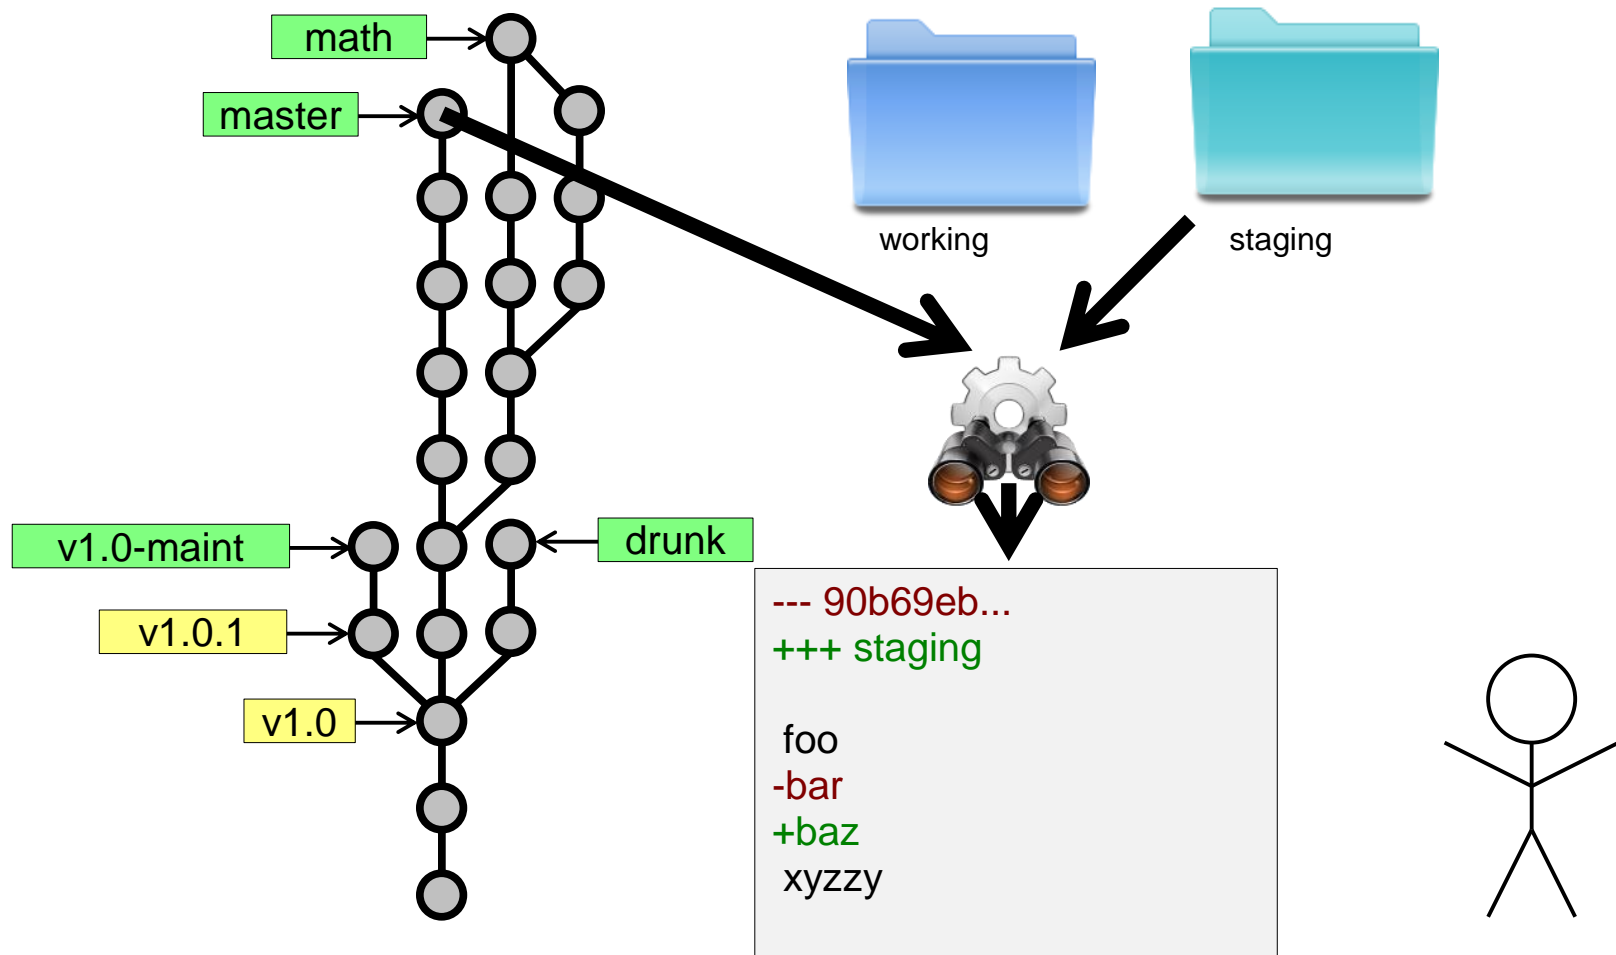 math
master
working
staging
v1.0-maint
drunk
v1.0.1
v1.0
--- 90b69eb...
+++ staging
foo
-bar
+baz
xyzzy